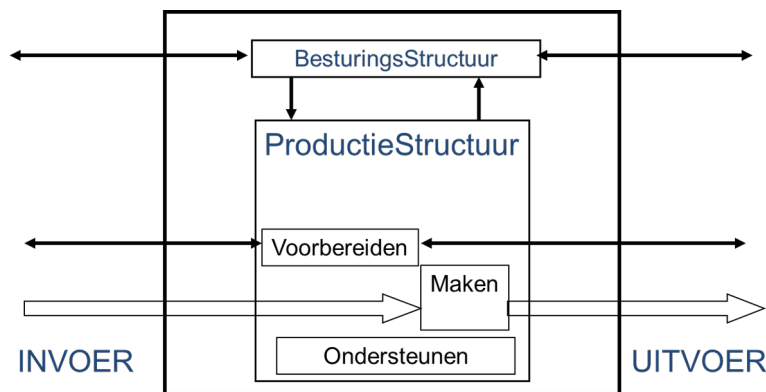 BesturingsStructuur
ProductieStructuur
Voorbereiden
Maken
INVOER
UITVOER
Ondersteunen